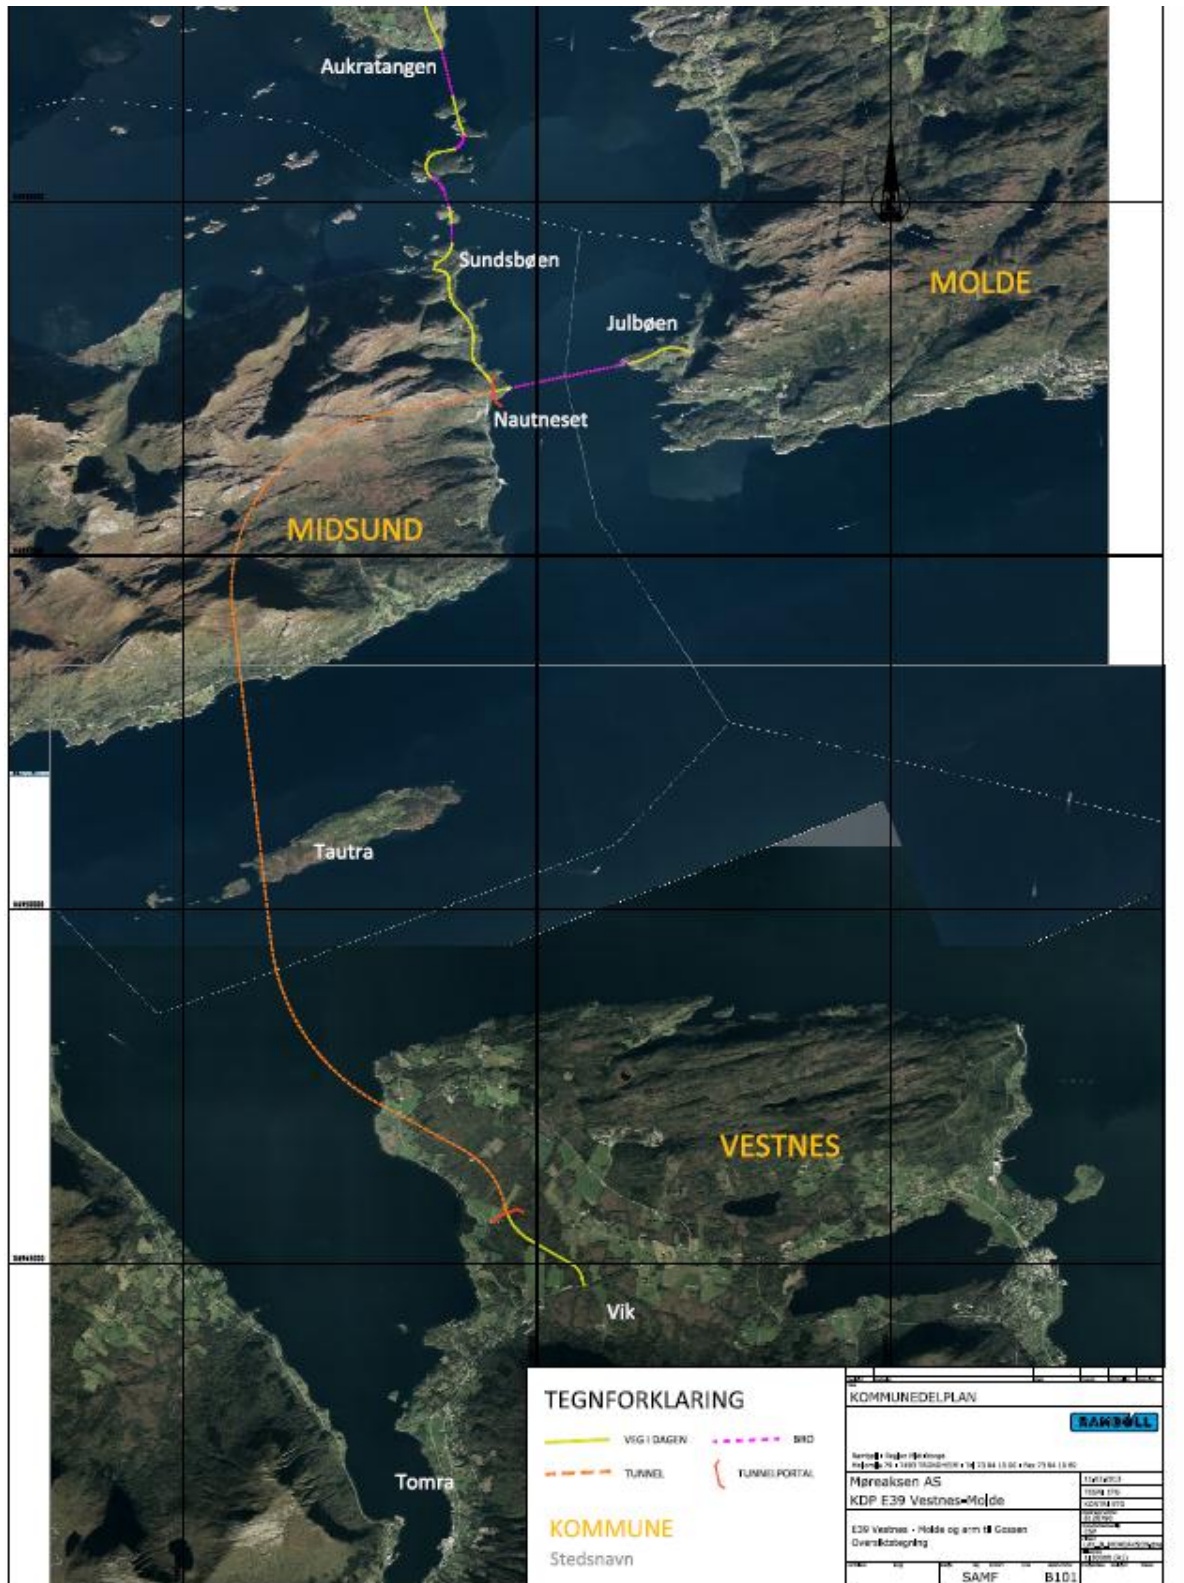 Aukratangen
Sundsbøen
MOLDE
Julbøen
Nautneset
MIDSUND
Tautra
VESTNES
Vik
Tomra
TEGNFORKLARING
VEG I DAGEN
BRO
TUNNEL
TUNNELPORTAL
KOMMUNE
Stedsnavn
KOMMUNEDELPLAN
RAMBØLL
Møreaksen AS
KDP E39 Vestnes-Molde
E39 Vestnes - Molde og arm til Gossen
Oversiktstegning
SAMF B101